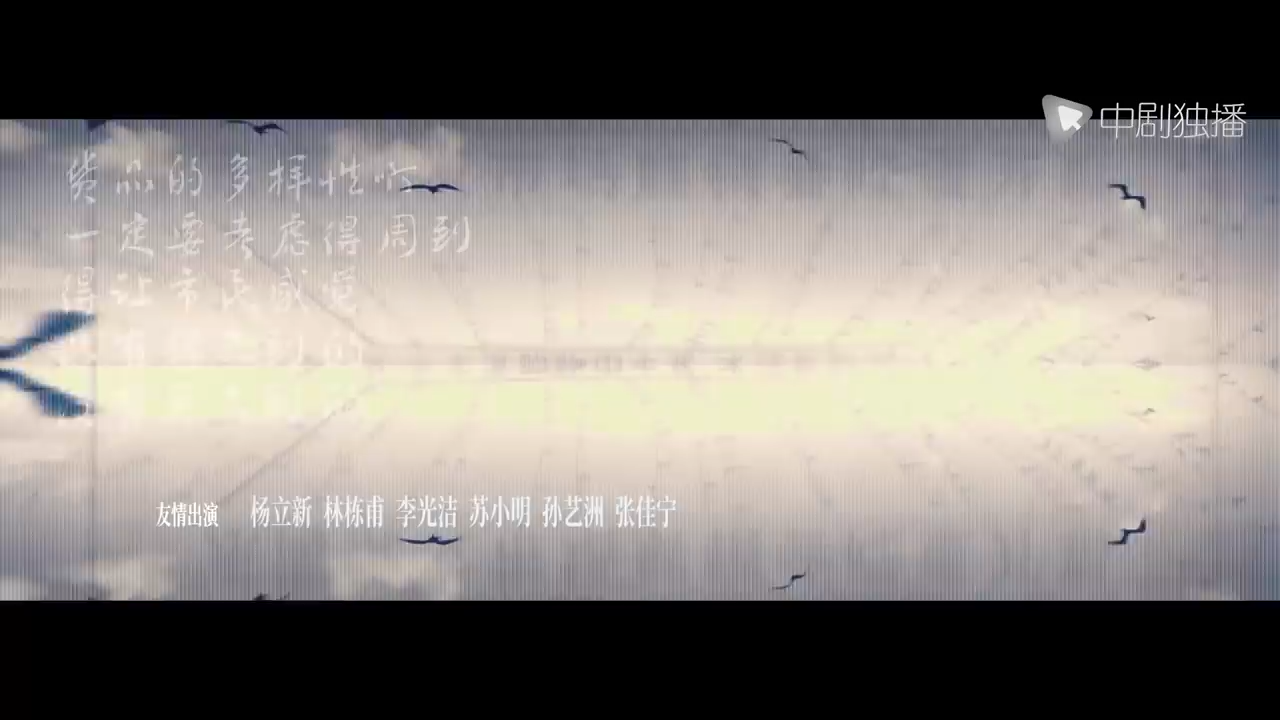 中剧独播
货品的多样性啊
一定要考虑得周到
得让市民感觉
友情出演 杨立新 林栋甫 李光洁 苏小明 孙艺洲 张佳宁